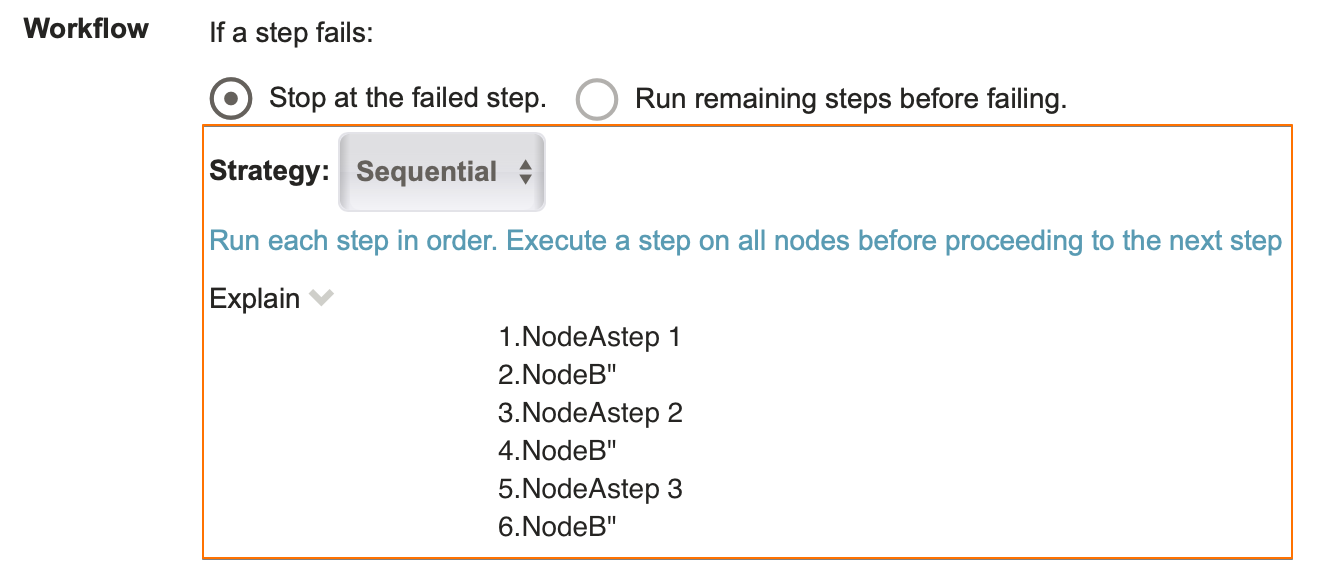 Workflow
If a step fails:
Stop at the failed step. Run remaining steps before failing.
Strategy: Sequential
Run each step in order. Execute a step on all nodes before proceeding to the next step
Explain
1.NodeAstep 1
2.NodeB"
3.NodeAstep 2
4.NodeB"
5.NodeAstep 3
6.NodeB"